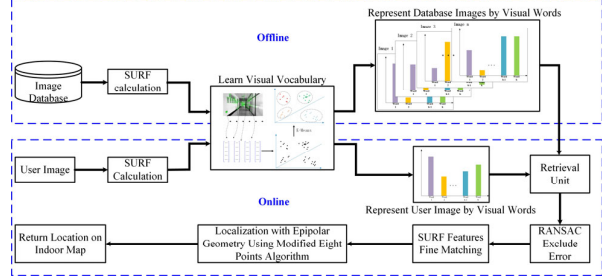 Represent Database Images by Visual Words
Offline
Image 1
Image 2
Image 3
Image 4
Image
Database
SURF
calculation
Learn Visual Vocabulary
User Image
SURF
Calculation
Retrieval
Unit
Represent User Image by Visual Words
Online
Return Location on
Indoor Map
Localization with Epipolar
Geometry Using Modified Eight
Points Algorithm
SURF Features
Fine Matching
RANSAC
Exclude
Error